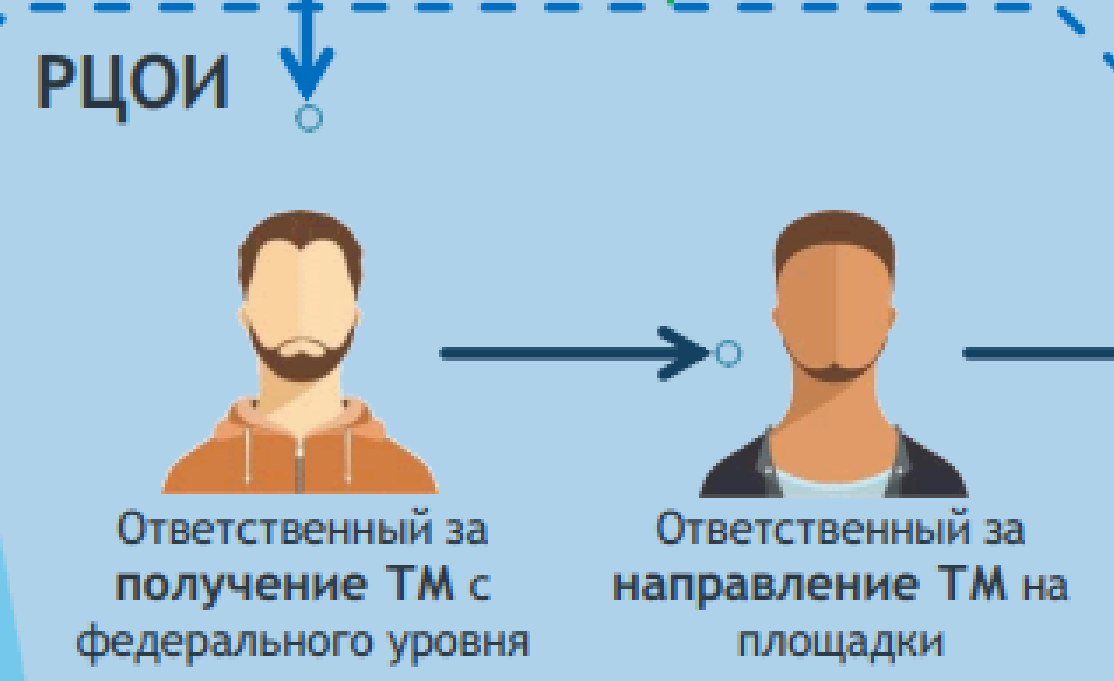 РЦОИ
Ответственный за
получение ТМ с
федерального уровня
Ответственный за
направление ТМ на
площадки